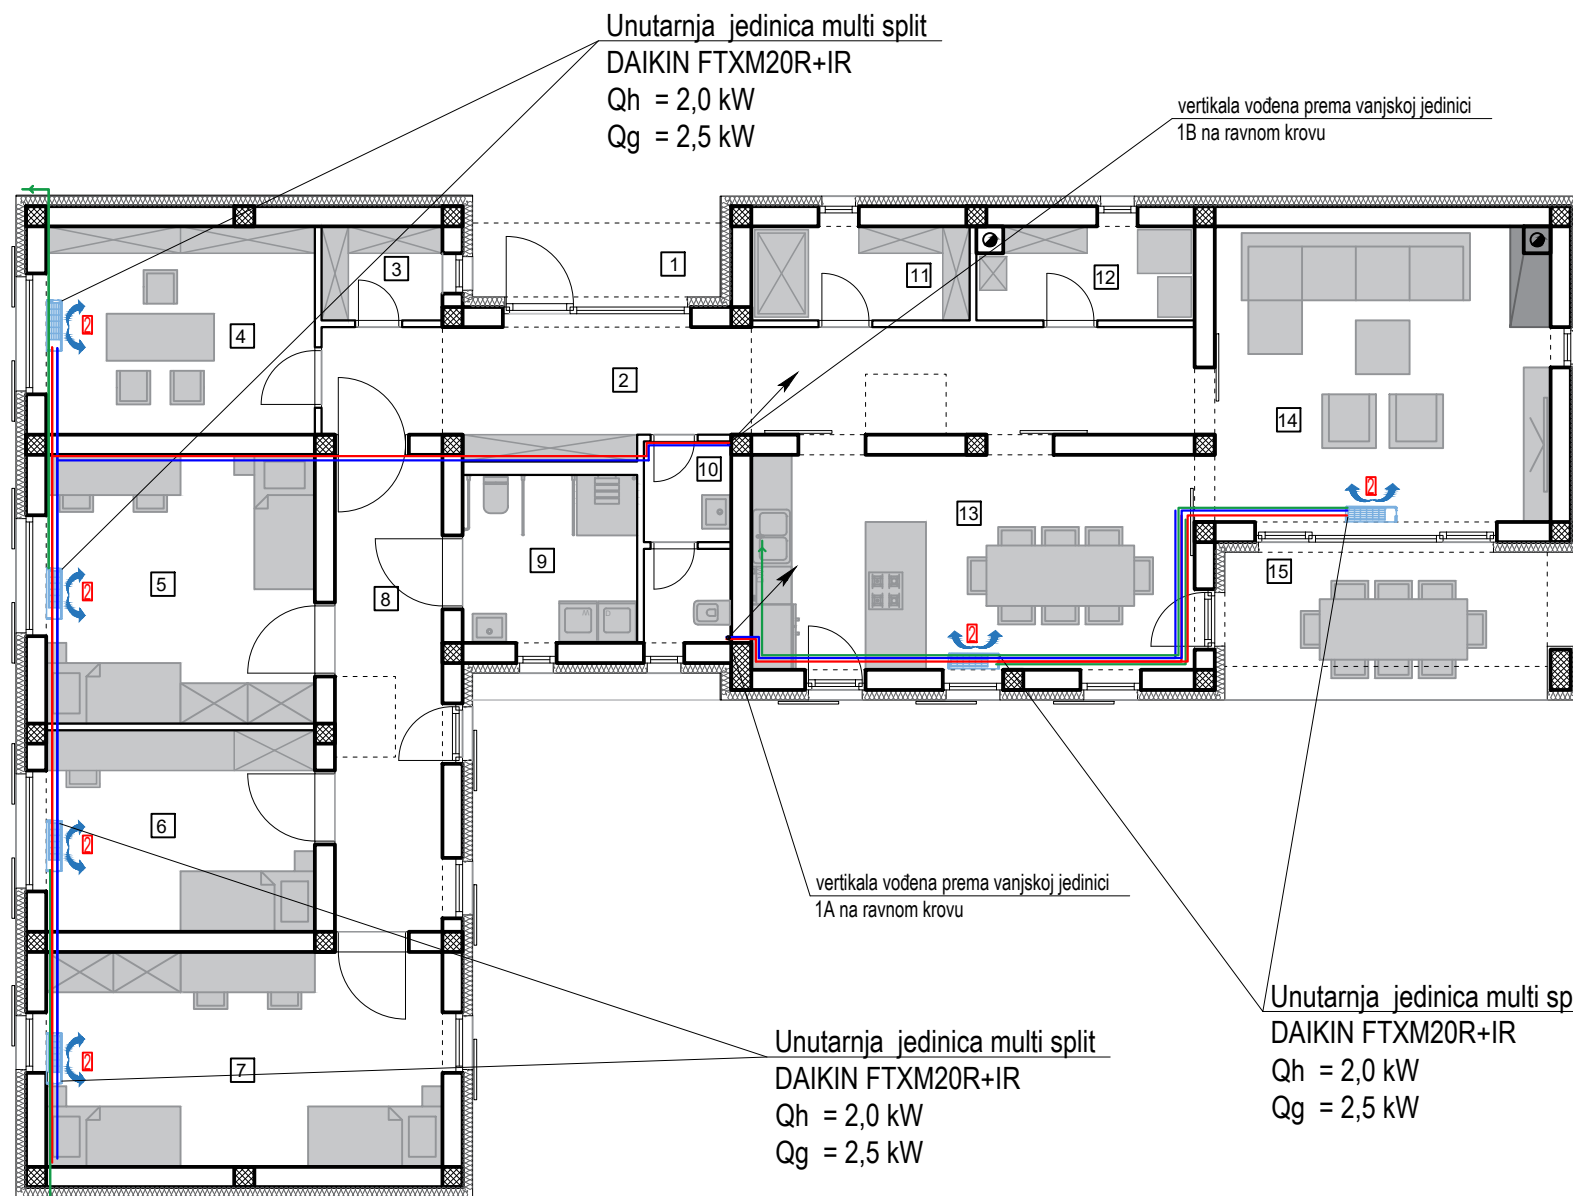 Unutarnja jedinica multi split
DAIKIN FTXM20R+IR
Qh = 2,0 kW
Qg = 2,5 kW
vertikala vođena prema vanjskoj jedinici
1B na ravnom krovu
1
2
3
4
2
5
2
6
2
7
2
8
9
10
11
12
13
2
14
2
15
vertikala vođena prema vanjskoj jedinici
1A na ravnom krovu
Unutarnja jedinica multi split
DAIKIN FTXM20R+IR
Qh = 2,0 kW
Qg = 2,5 kW
Unutarnja jedinica multi sp
DAIKIN FTXM20R+IR
Qh = 2,0 kW
Qg = 2,5 kW